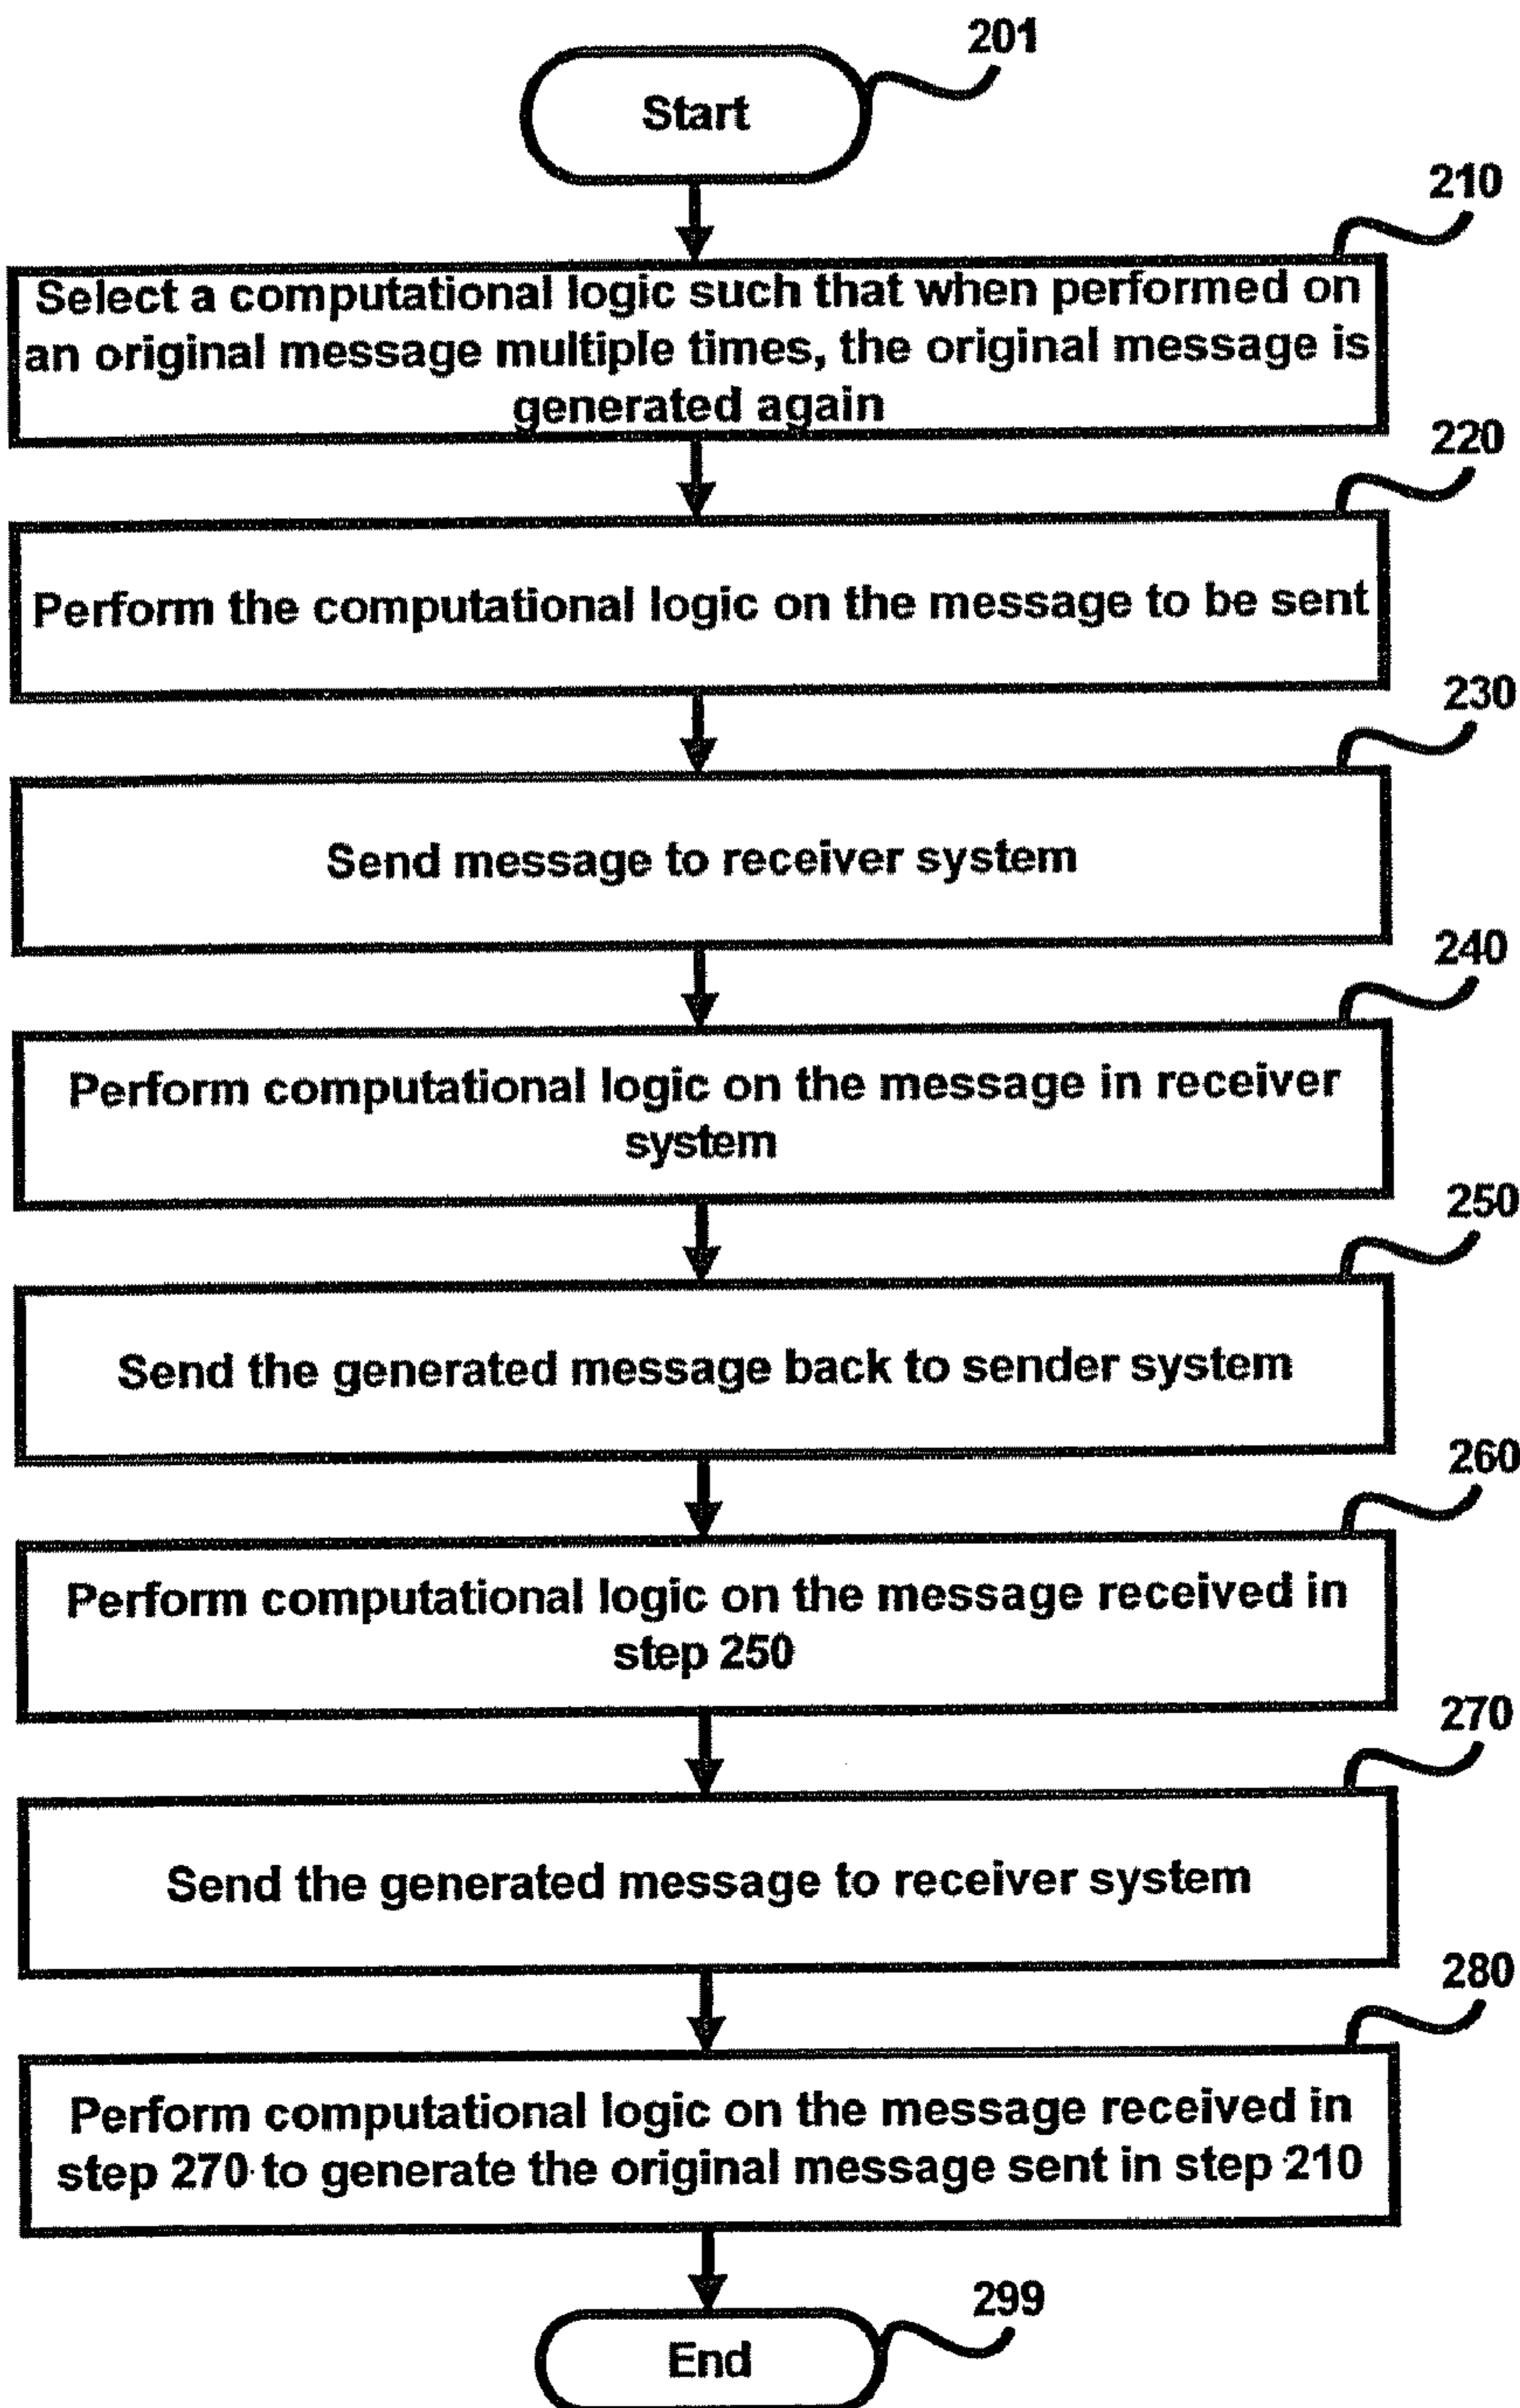 201
Start
210
Select a computational logic such that when performed on
an original message multiple times, the original message is
generated again
220
Perform the computational logic on the message to be sent
230
Send message to receiver system
240
Perform computational logic on the message in receiver
system
250
Send the generated message back to sender system
260
Perform computational logic on the message received in
step 250
270
Send the generated message to receiver system
280
Perform computational logic on the message received in
step 270 to generate the original message sent in step 210
299
End